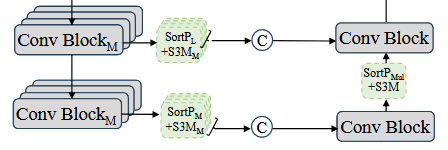 Conv Block_M
SortP_L
+S3M_M
C
Conv Block
SortP_Mul
+S3M
Conv Block_M
SortP_M
+S3M_M
C
Conv Block